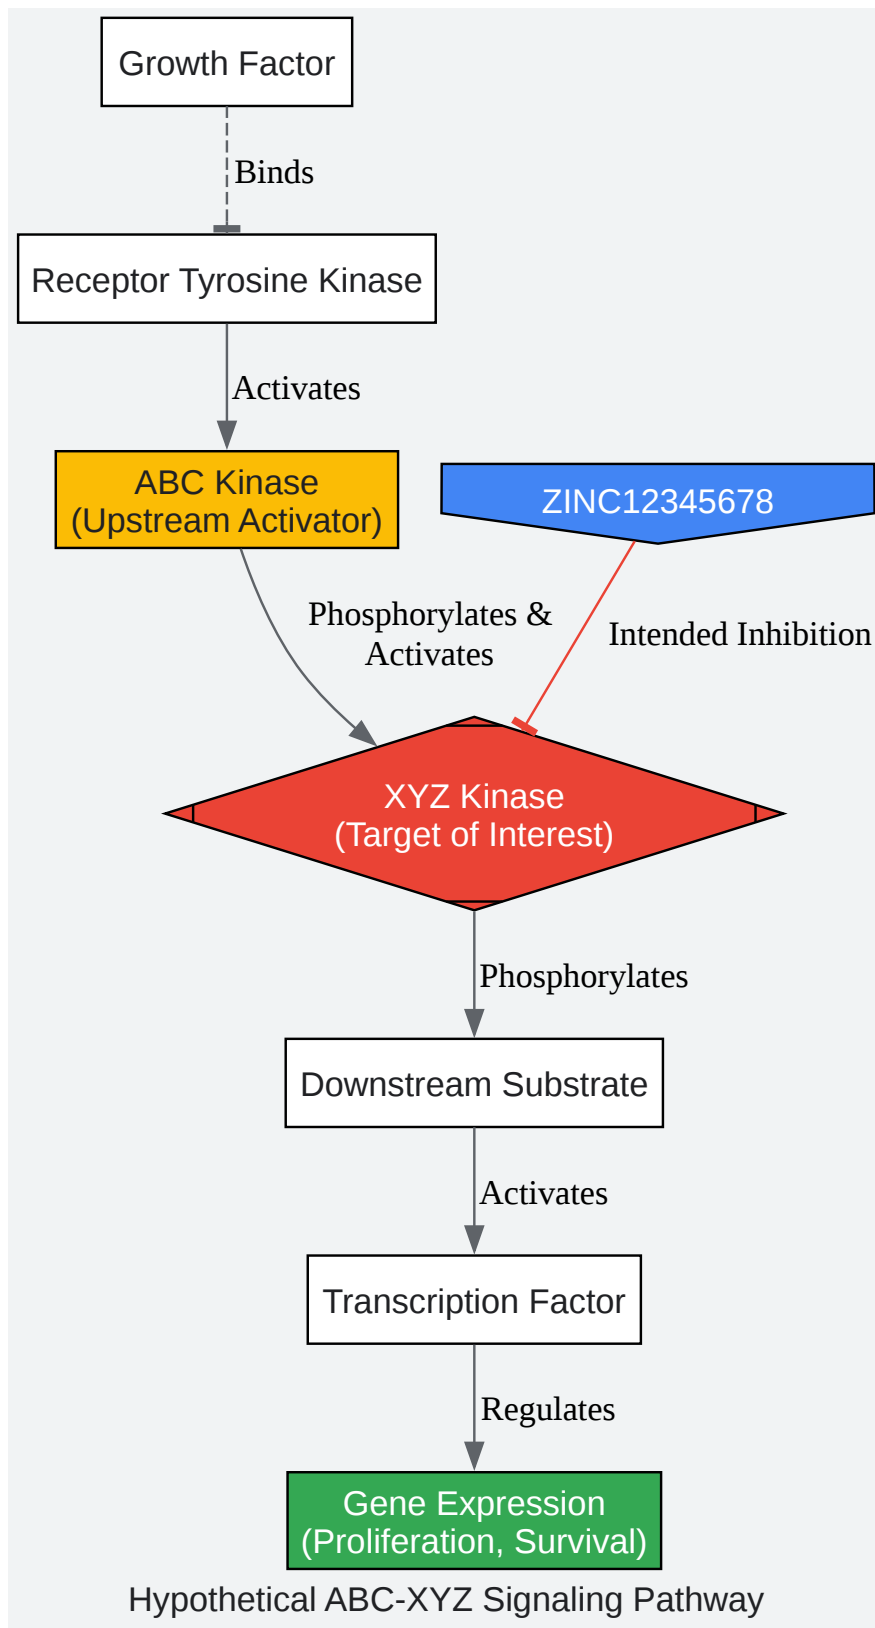 Growth Factor
Binds
Receptor Tyrosine Kinase
Activates
ABC Kinase
(Upstream Activator)
ZINC12345678
Phosphorylates &
Activates
Intended Inhibition
XYZ Kinase
(Target of Interest)
Phosphorylates
Downstream Substrate
Activates
Transcription Factor
Regulates
Gene Expression
(Proliferation, Survival)
Hypothetical ABC-XYZ Signaling Pathway